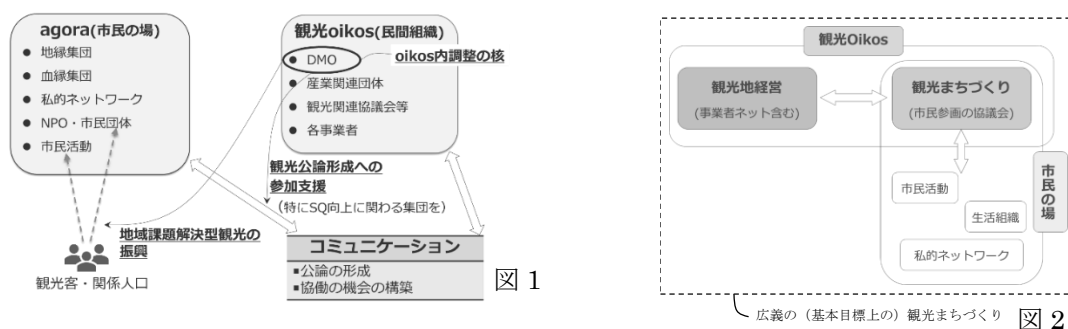 agora(市民の場)
● 地縁集団
● 血縁集団
● 私的ネットワーク
● NPO・市民団体
● 市民活動
観光oikos(民間組織)
● DMO
● 産業関連団体
● 観光関連協議会等
● 各事業者
oikos内調整の核
観光公論形成への
参加支援
(特にSQ向上に関わる集団を)
地域課題解決型観光の
振興
観光客・関係人口
コミュニケーション
▪公論の形成
▪協働の機会の構築
図 1
観光Oikos
観光地経営
(事業者ネット含む)
観光まちづくり
(市民参画の協議会)
市民活動
生活組織
私的ネットワーク
市民の場
広義の(基本目標上の)観光まちづくり
図 2